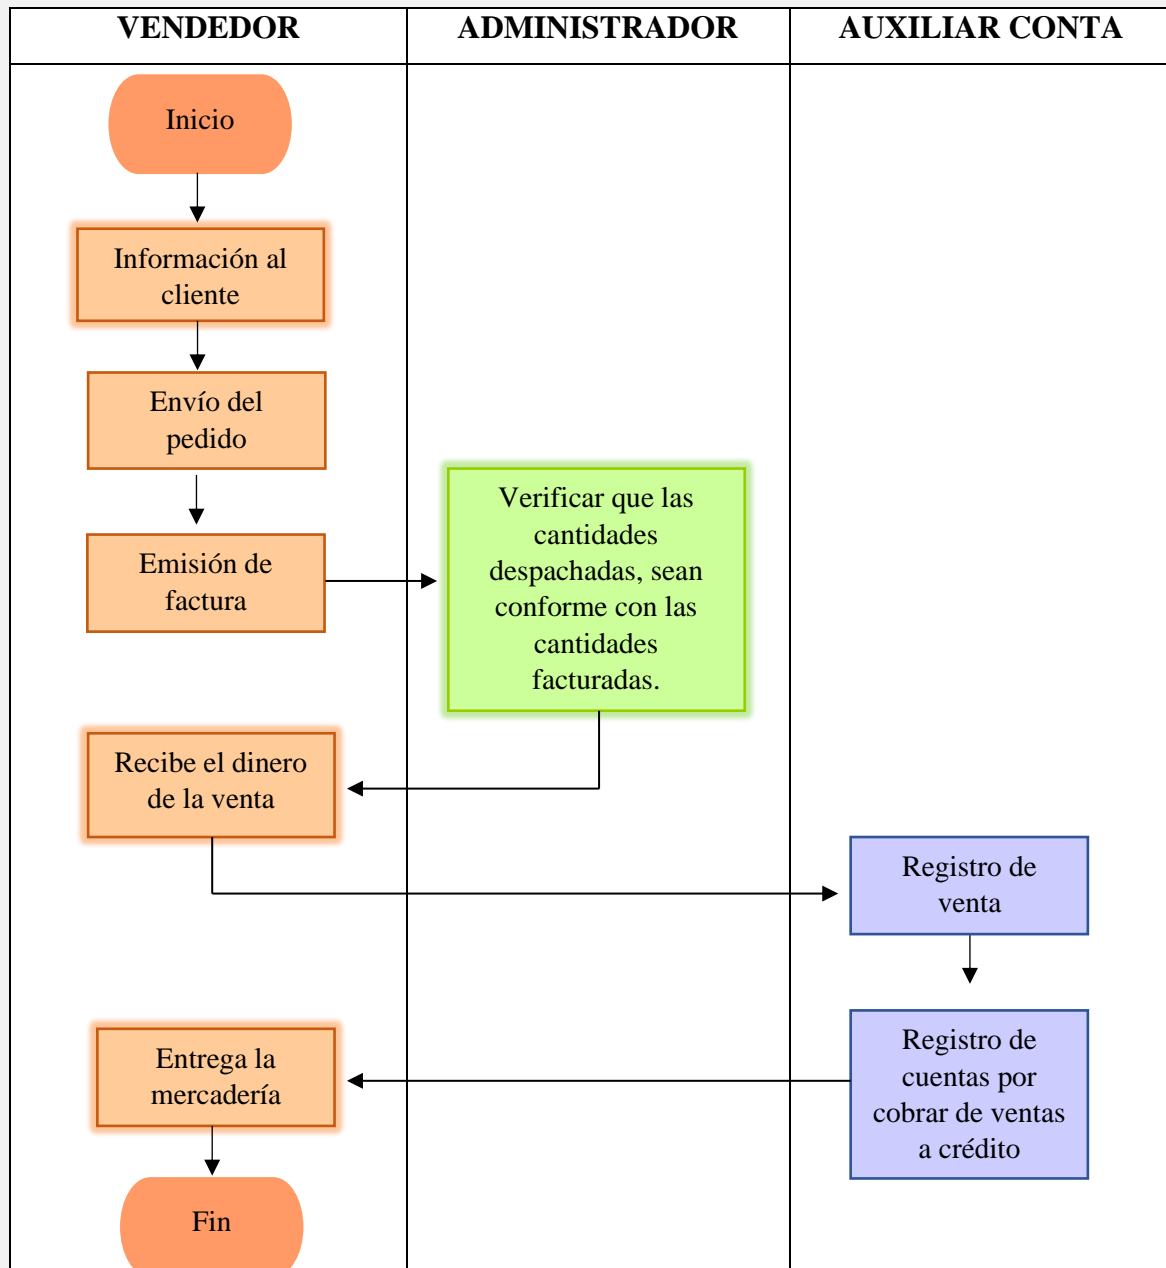 VENDEDOR
ADMINISTRADOR
AUXILIAR CONTA
Inicio
Información al
cliente
Envío del
pedido
Emisión de
factura
Verificar que las
cantidades
despachadas, sean
conforme con las
cantidades
facturadas.
Recibe el dinero
de la venta
Registro de
venta
Registro de
cuentas por
cobrar de ventas
a crédito
Entrega la
mercadería
Fin